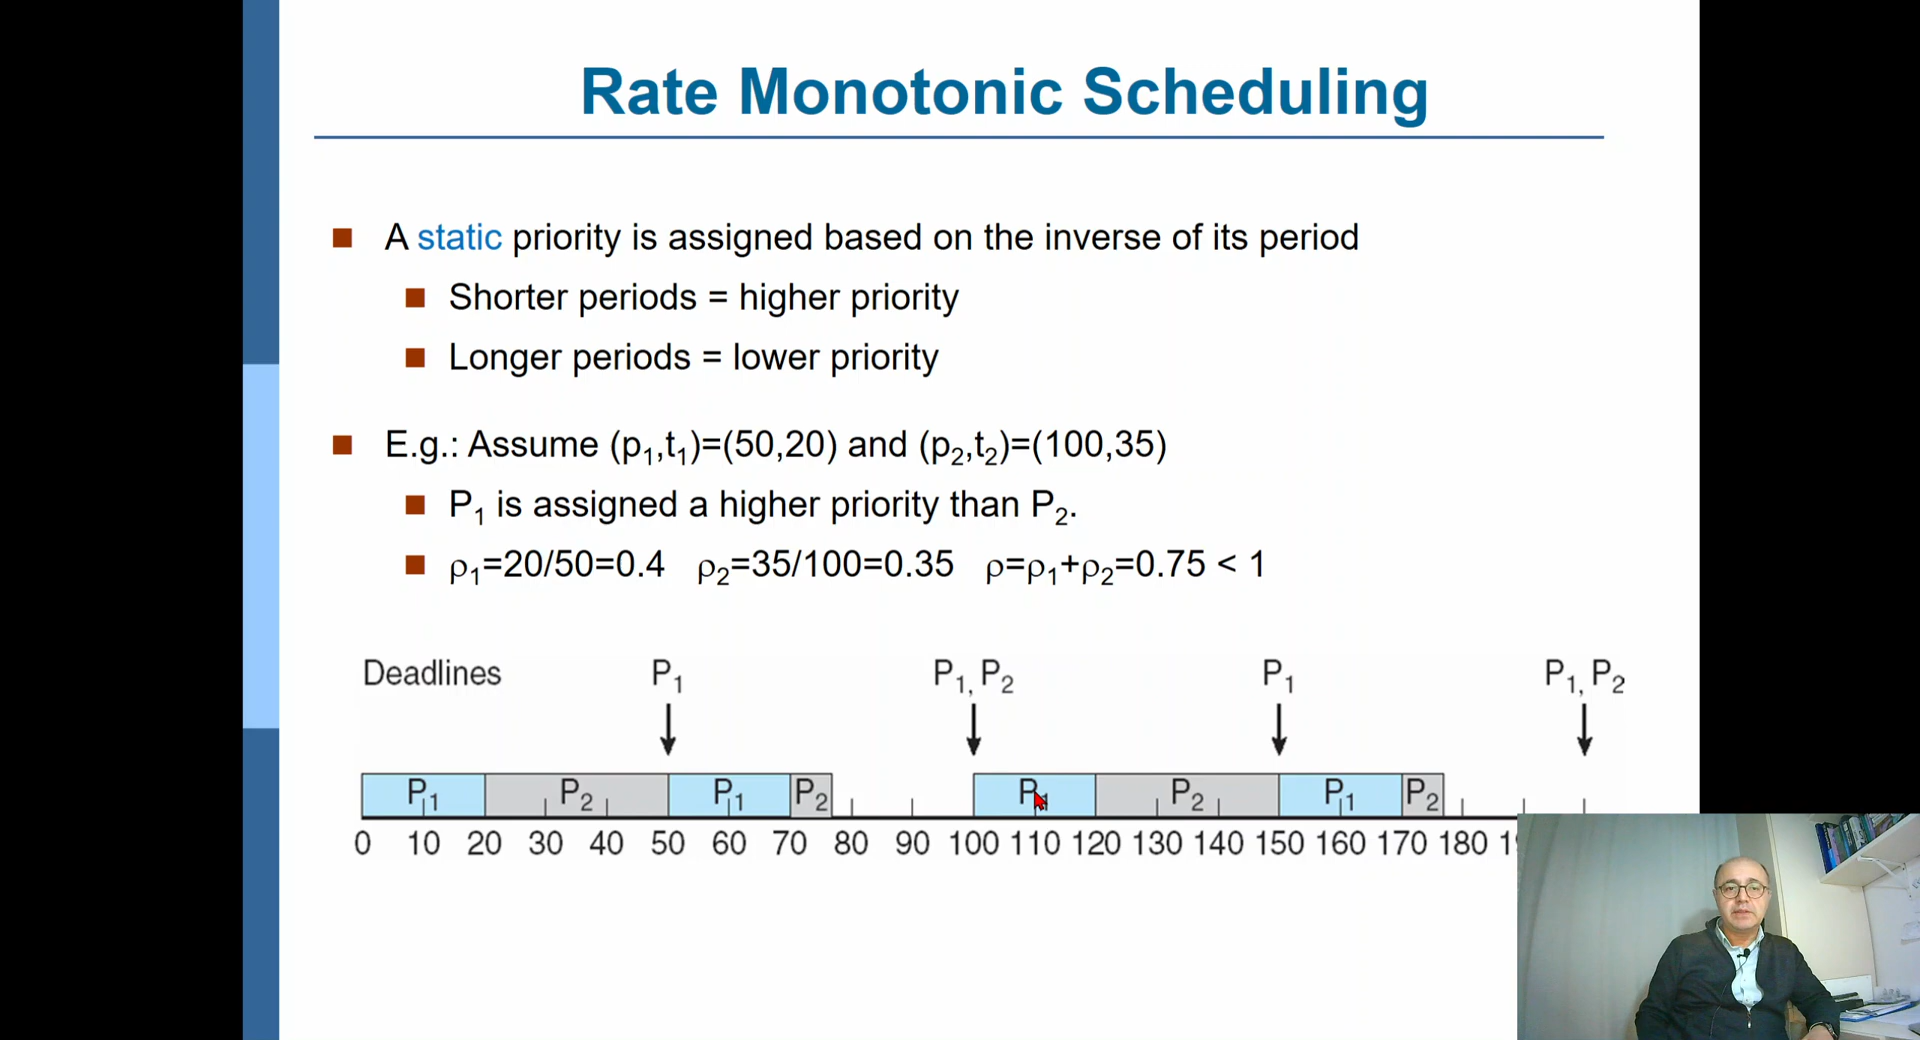 Rate Monotonic Scheduling
A static priority is assigned based on the inverse of its period
Shorter periods = higher priority
Longer periods = lower priority
E.g.: Assume (p₁,t₁)=(50,20) and (p₂,t₂)=(100,35)
P₁ is assigned a higher priority than P₂.
ρ₁=20/50=0.4 ρ₂=35/100=0.35 ρ=ρ₁+ρ₂=0.75 < 1
Deadlines P₁ P₁, P₂ P₁ P₁, P₂
P₁ P₂ P₁ P₂ P₁ P₂ P₁ P₂
0 10 20 30 40 50 60 70 80 90 100 110 120 130 140 150 160 170 180